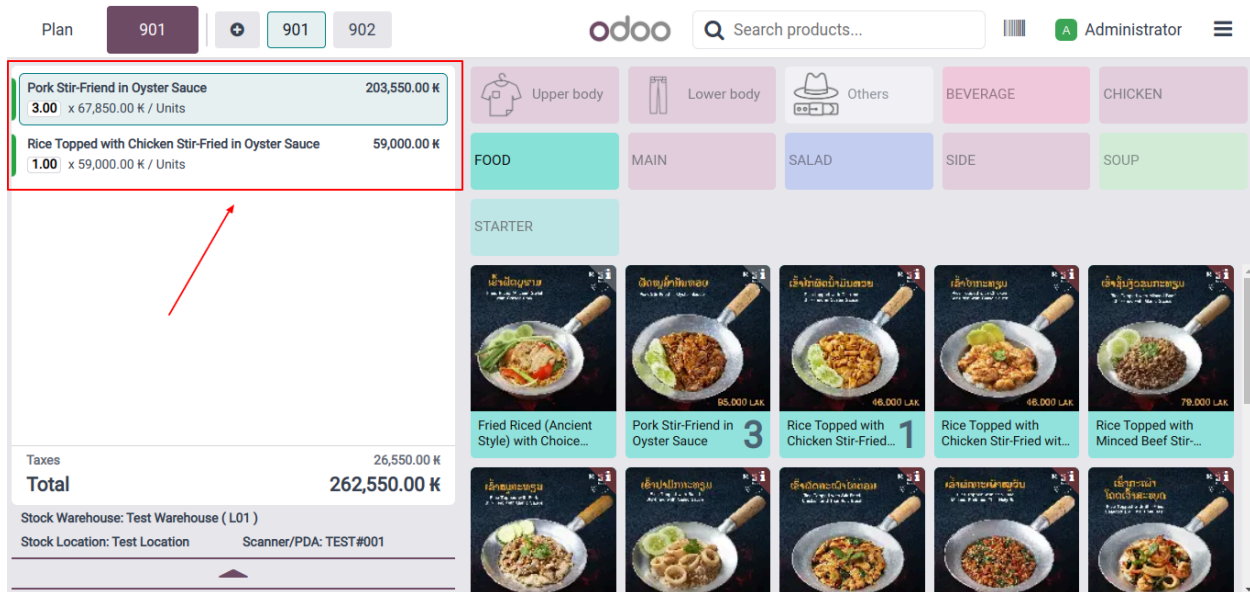 Plan
901
901
902
odoo
Search products...
A
Administrator
Pork Stir-Friend in Oyster Sauce
203,550.00 ₭
3.00 x 67,850.00 ₭ / Units
Rice Topped with Chicken Stir-Fried in Oyster Sauce
59,000.00 ₭
1.00 x 59,000.00 ₭ / Units
Taxes
26,550.00 ₭
Total
262,550.00 ₭
Stock Warehouse: Test Warehouse ( L01 )
Stock Location: Test Location
Scanner/PDA: TEST#001
Upper body
Lower body
Others
BEVERAGE
CHICKEN
FOOD
MAIN
SALAD
SIDE
SOUP
STARTER
95.000 LAK
46.000 LAK
46.000 LAK
79.000 LAK
Fried Riced (Ancient
Style) with Choice...
Pork Stir-Friend in
Oyster Sauce
3
Rice Topped with
Chicken Stir-Fried...
1
Rice Topped with
Chicken Stir-Fried wit...
Rice Topped with
Minced Beef Stir-...